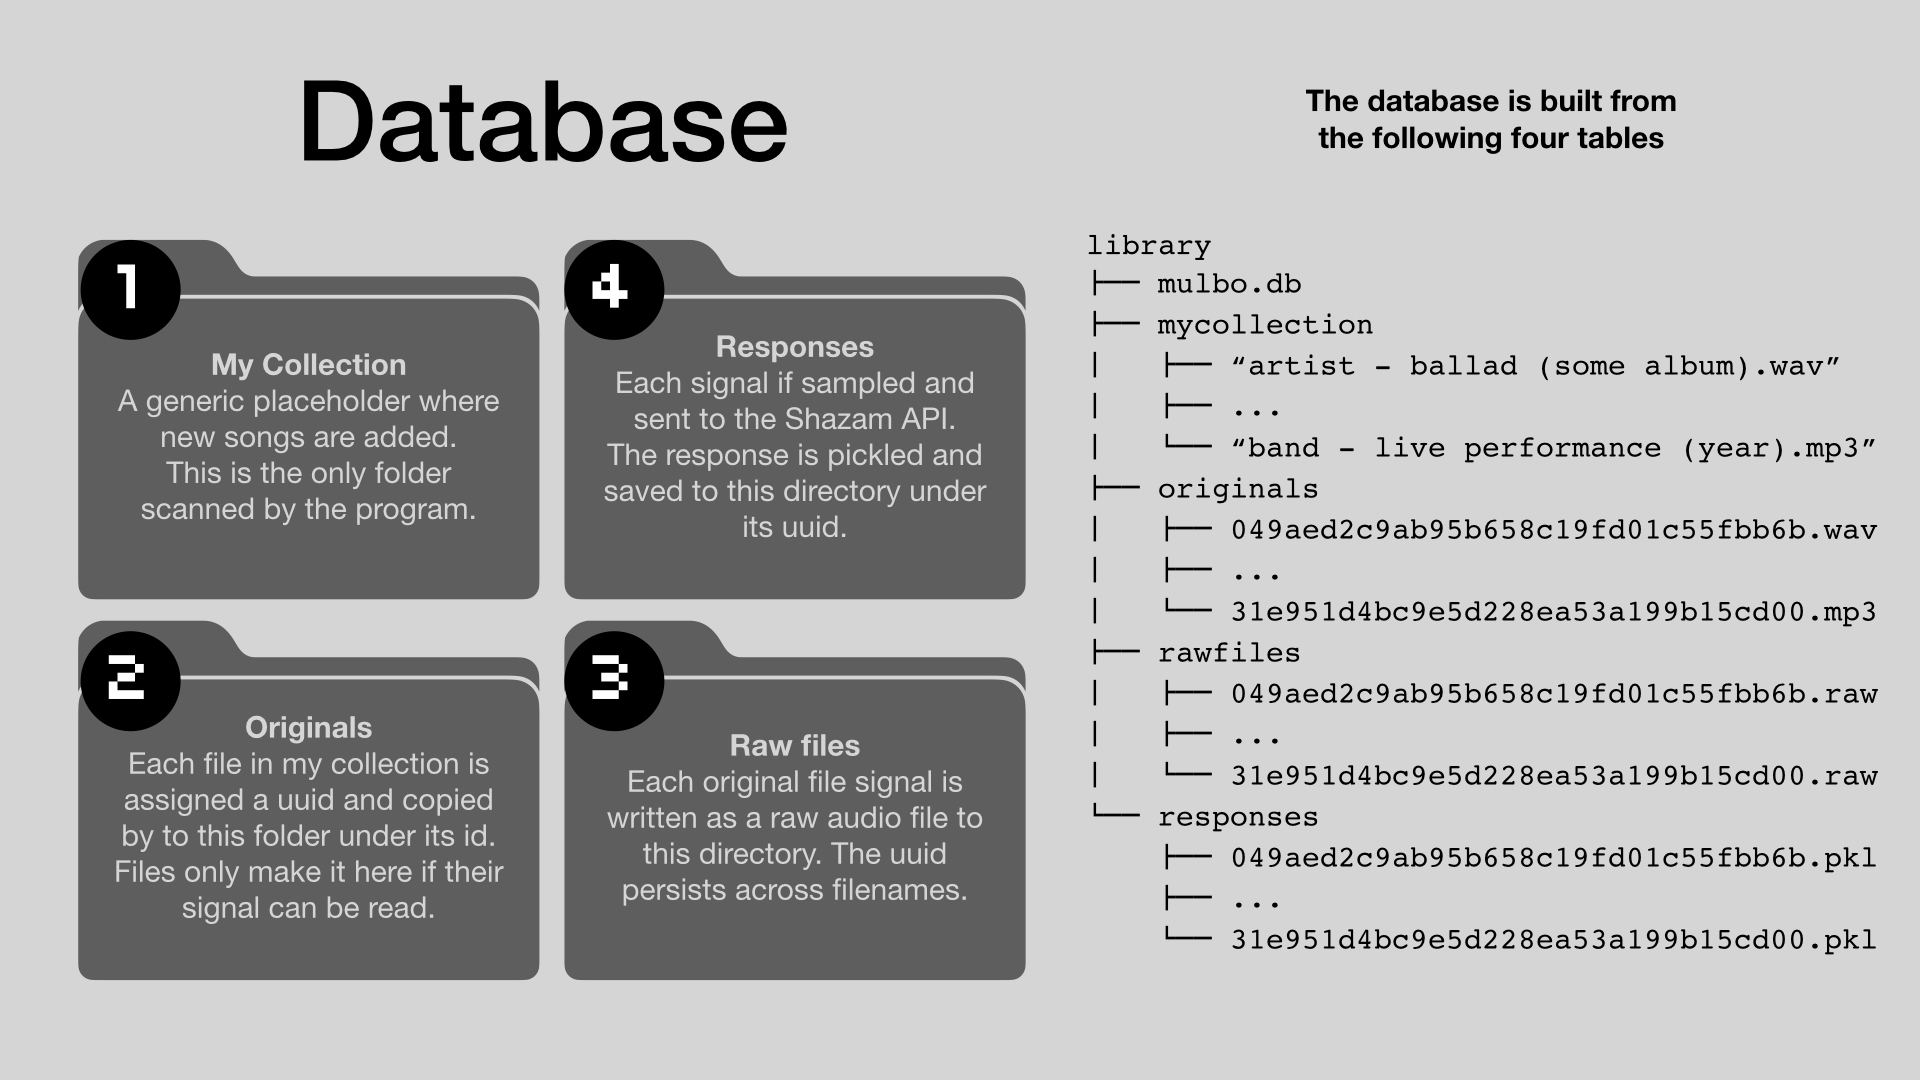 Database
The database is built from
the following four tables
1
My Collection
A generic placeholder where
new songs are added.
This is the only folder
scanned by the program.
4
Responses
Each signal if sampled and
sent to the Shazam API.
The response is pickled and
saved to this directory under
its uuid.
2
Originals
Each file in my collection is
assigned a uuid and copied
by to this folder under its id.
Files only make it here if their
signal can be read.
3
Raw files
Each original file signal is
written as a raw audio file to
this directory. The uuid
persists across filenames.
library
├── mulbo.db
├── mycollection
│   ├── “artist - ballad (some album).wav”
│   ├── ...
│   └── “band - live performance (year).mp3”
├── originals
│   ├── 049aed2c9ab95b658c19fd01c55fbb6b.wav
│   ├── ...
│   └── 31e951d4bc9e5d228ea53a199b15cd00.mp3
├── rawfiles
│   ├── 049aed2c9ab95b658c19fd01c55fbb6b.raw
│   ├── ...
│   └── 31e951d4bc9e5d228ea53a199b15cd00.raw
└── responses
    ├── 049aed2c9ab95b658c19fd01c55fbb6b.pkl
    ├── ...
    └── 31e951d4bc9e5d228ea53a199b15cd00.pkl